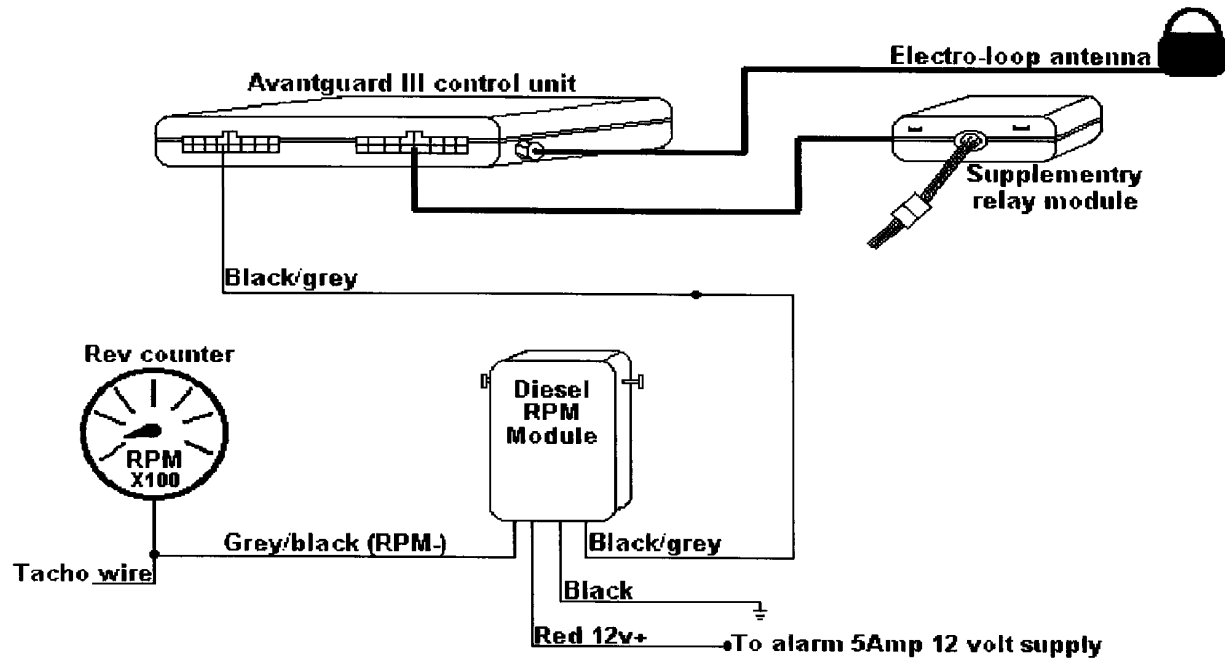 Electro-loop antenna
Avantguard III control unit
Supplementry
relay module
Black/grey
Rev counter
RPM
X100
Diesel
RPM
Module
Grey/black (RPM-)
Black/grey
Tacho wire
Black
Red 12v+
To alarm 5Amp 12 volt supply